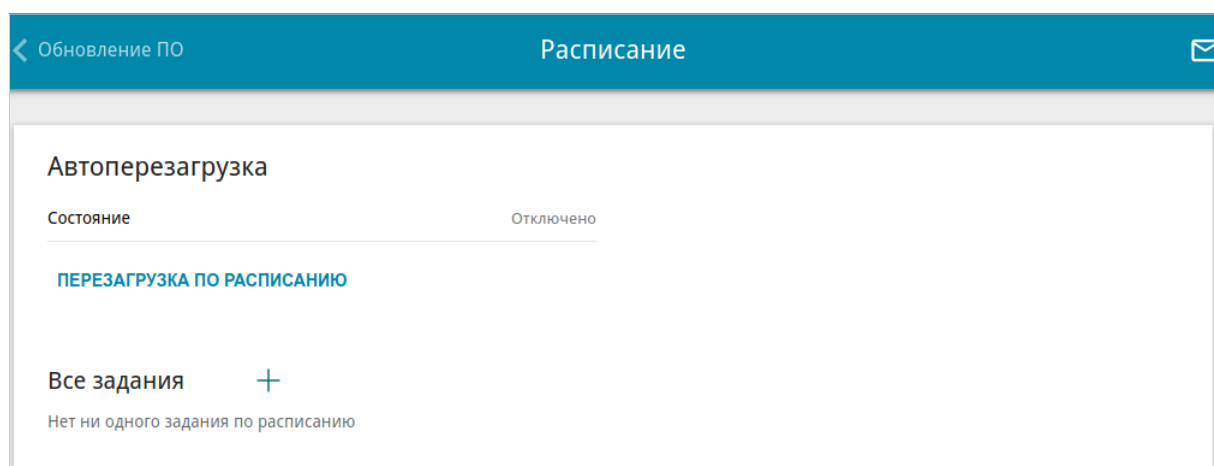 Обновление ПО
Расписание
Автоперезагрузка
Состояние Отключено
ПЕРЕЗАГРУЗКА ПО РАСПИСАНИЮ
Все задания
Нет ни одного задания по расписанию